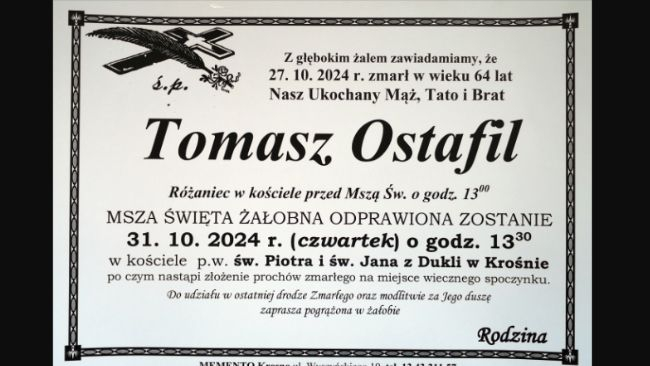 Z głębokim żalem zawiadamiamy, że
27. 10. 2024 r. zmarł w wieku 64 lat
Nasz Ukochany Mąż, Tato i Brat
ś.p.
Tomasz Ostafil
Różaniec w kościele przed Mszą Św. o godz. 13⁰⁰
MSZA ŚWIĘTA ŻAŁOBNA ODPRAWIONA ZOSTANIE
31. 10. 2024 r. (czwartek) o godz. 13³⁰
w kościele p.w. św. Piotra i św. Jana z Dukli w Krośnie
po czym nastąpi złożenie prochów zmarłego na miejsce wiecznego spoczynku.
Do udziału w ostatniej drodze Zmarłego oraz modlitwie za Jego duszę
zaprasza pogrążona w żałobie
Rodzina
MEMENTO Krosno ul.